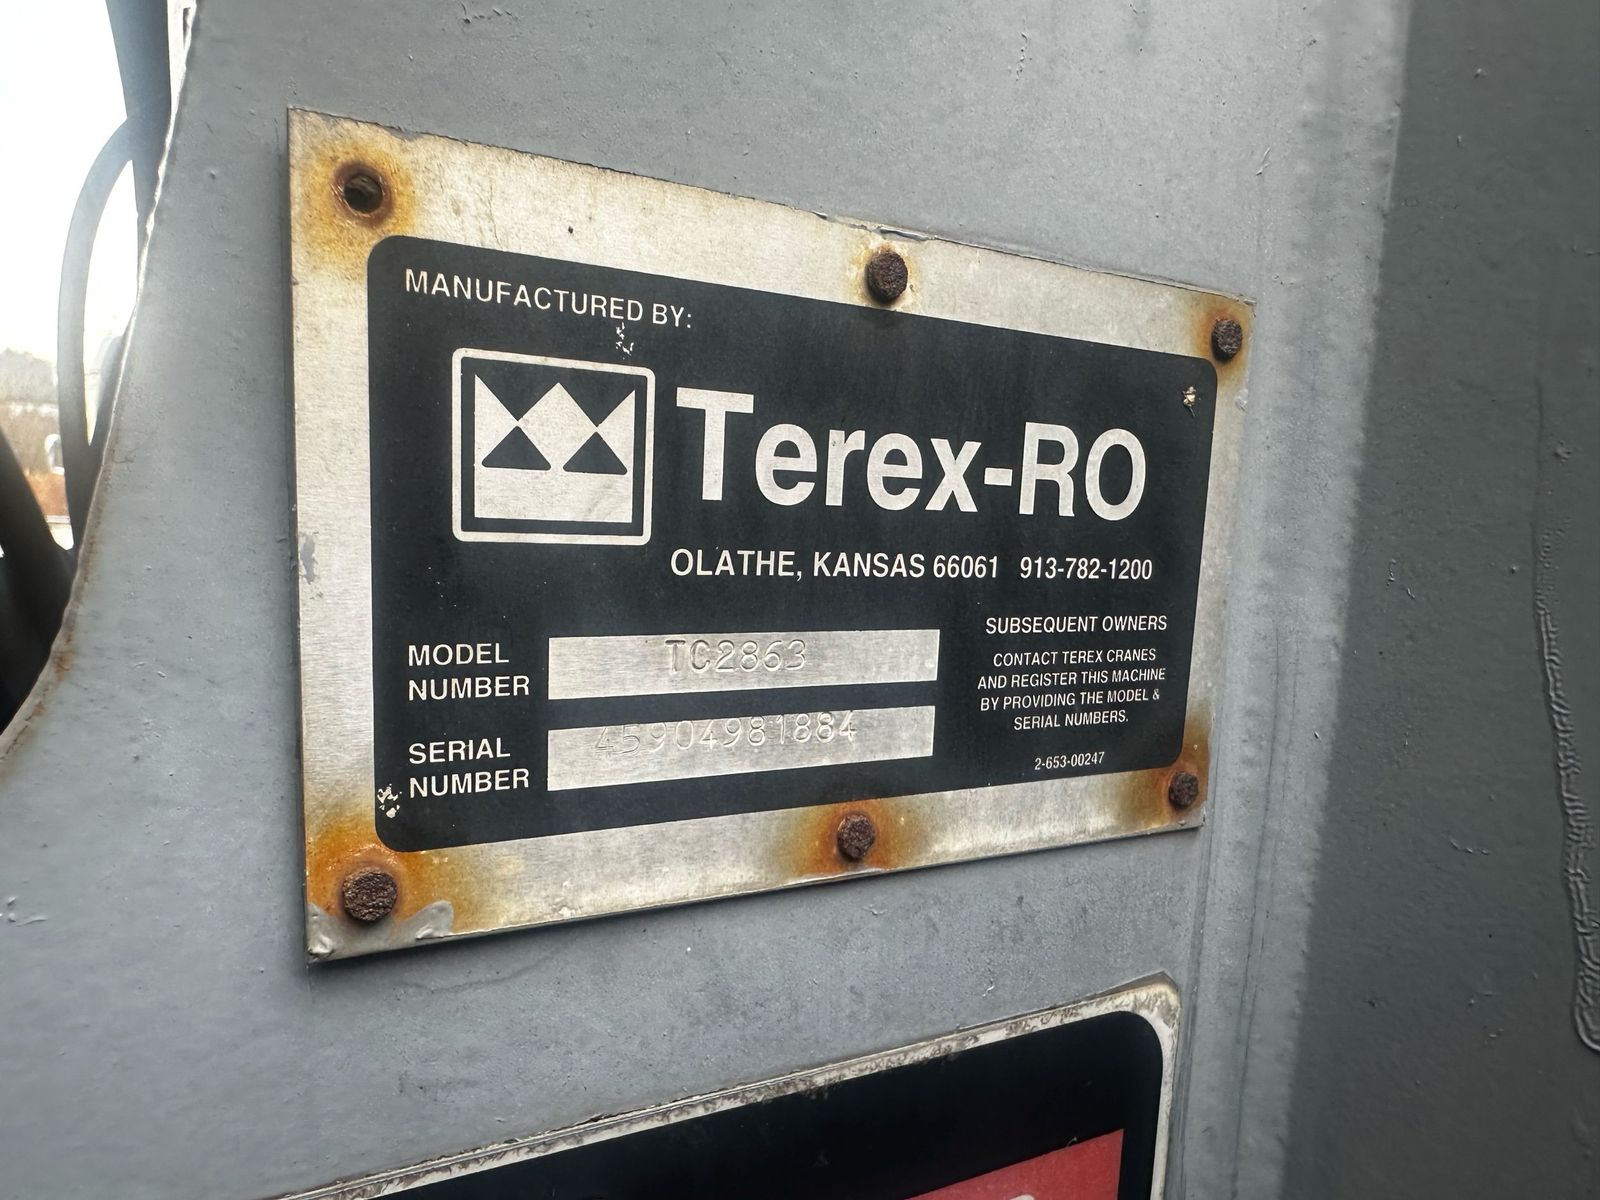 MANUFACTURED BY:
Terex-RO
OLATHE, KANSAS 66061 913-782-1200
MODEL NUMBER TC2863
SERIAL NUMBER 45904981884
SUBSEQUENT OWNERS
CONTACT TEREX CRANES
AND REGISTER THIS MACHINE
BY PROVIDING THE MODEL &
SERIAL NUMBERS.
2-653-00247